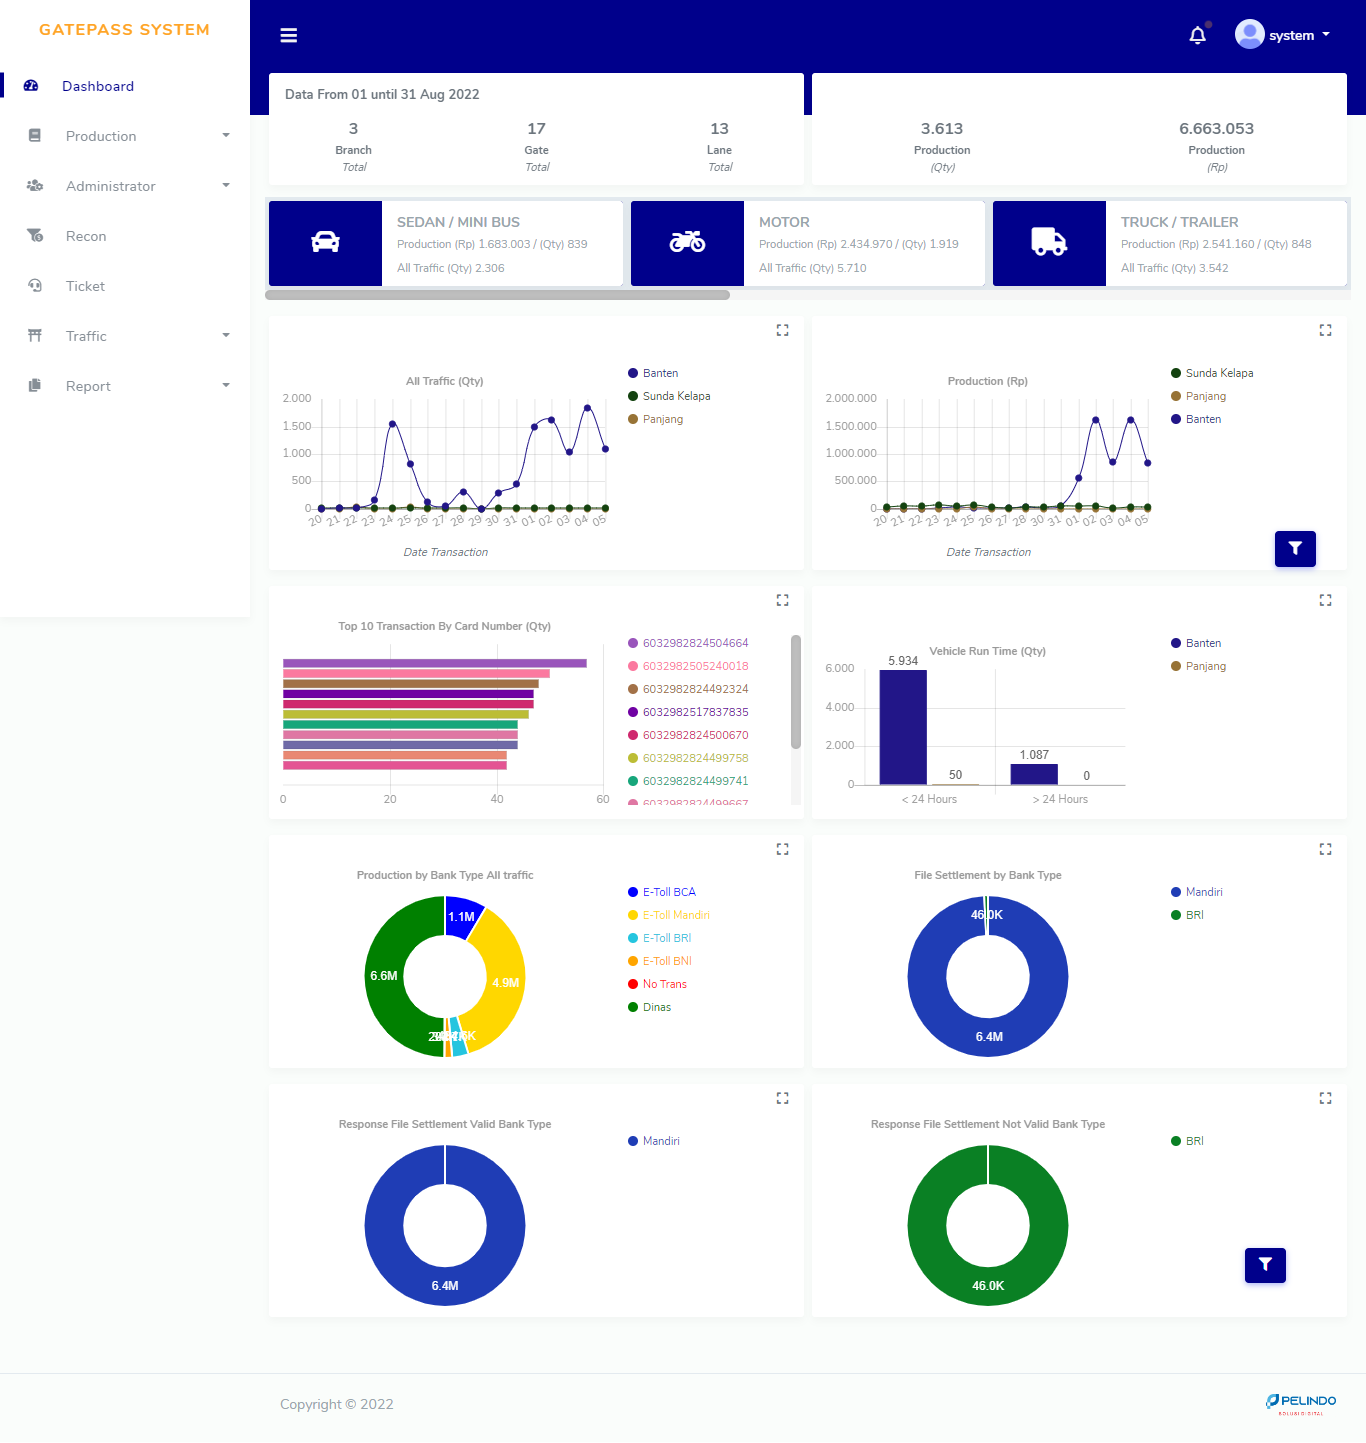 GATEPASS SYSTEM
system
Dashboard
Production
Administrator
Recon
Ticket
Traffic
Report
Data From 01 until 31 Aug 2022
3
Branch
Total
17
Gate
Total
13
Lane
Total
3.613
Production
(Qty)
6.663.053
Production
(Rp)
SEDAN / MINI BUS
Production (Rp) 1.683.003 / (Qty) 839
All Traffic (Qty) 2.306
MOTOR
Production (Rp) 2.434.970 / (Qty) 1.919
All Traffic (Qty) 5.710
TRUCK / TRAILER
Production (Rp) 2.541.160 / (Qty) 848
All Traffic (Qty) 3.542
All Traffic (Qty)
2.000
1.500
1.000
500
0
20 21 22 23 24 25 26 27 28 29 30 31 01 02 03 04 05
Date Transaction
Banten
Sunda Kelapa
Panjang
Production (Rp)
2.000.000
1.500.000
1.000.000
500.000
0
20 21 22 23 24 25 26 27 28 30 30 31 01 02 03 04 05
Date Transaction
Sunda Kelapa
Panjang
Banten
Top 10 Transaction By Card Number (Qty)
0 20 40 60
6032982824504664
6032982505240018
6032982824492324
6032982517837835
6032982824500670
6032982824499758
6032982824499741
6032982824499667
Vehicle Run Time (Qty)
6.000
4.000
2.000
0
5.934
50
1.087
0
< 24 Hours
> 24 Hours
Banten
Panjang
Production by Bank Type All traffic
1.1M
4.9M
6.6M
E-Toll BCA
E-Toll Mandiri
E-Toll BRI
E-Toll BNI
No Trans
Dinas
File Settlement by Bank Type
46.0K
6.4M
Mandiri
BRI
Response File Settlement Valid Bank Type
6.4M
Mandiri
Response File Settlement Not Valid Bank Type
46.0K
BRI
Copyright © 2022
PELINDO
SOLUSI DIGITAL